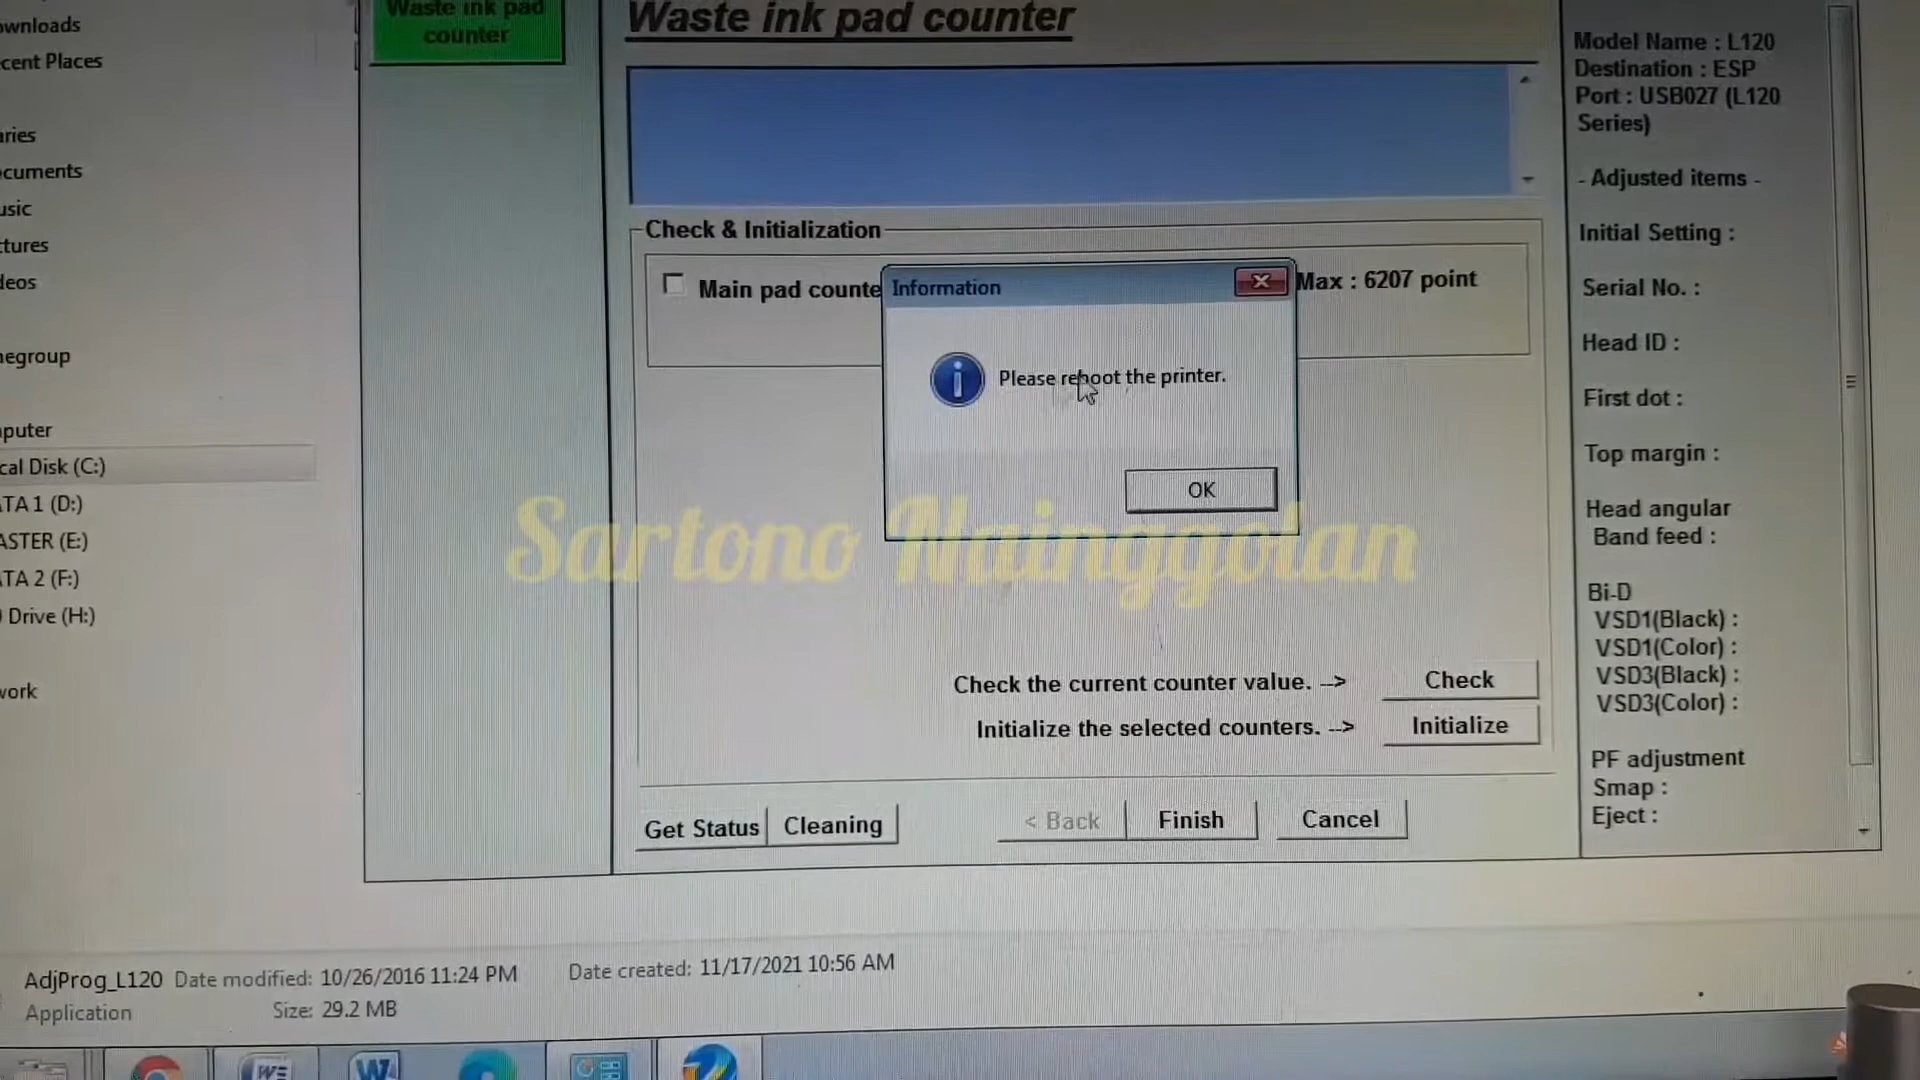 Waste ink pad
counter
Waste ink pad counter
Check & Initialization
Main pad counte
Max : 6207 point
Information
Please reboot the printer.
OK
Sartono Nainggolan
Check the current counter value. -->
Check
Initialize the selected counters. -->
Initialize
Get Status
Cleaning
< Back
Finish
Cancel
Model Name : L120
Destination : ESP
Port : USB027 (L120
Series)
- Adjusted items -
Initial Setting :
Serial No. :
Head ID :
First dot :
Top margin :
Head angular
Band feed :
Bi-D
VSD1(Black) :
VSD1(Color) :
VSD3(Black) :
VSD3(Color) :
PF adjustment
Smap :
Eject :
ownloads
cent Places
aries
ocuments
usic
ctures
deos
megroup
mputer
cal Disk (C:)
ATA 1 (D:)
ASTER (E:)
ATA 2 (F:)
Drive (H:)
work
AdjProg_L120 Date modified: 10/26/2016 11:24 PM Date created: 11/17/2021 10:56 AM
Application Size: 29.2 MB